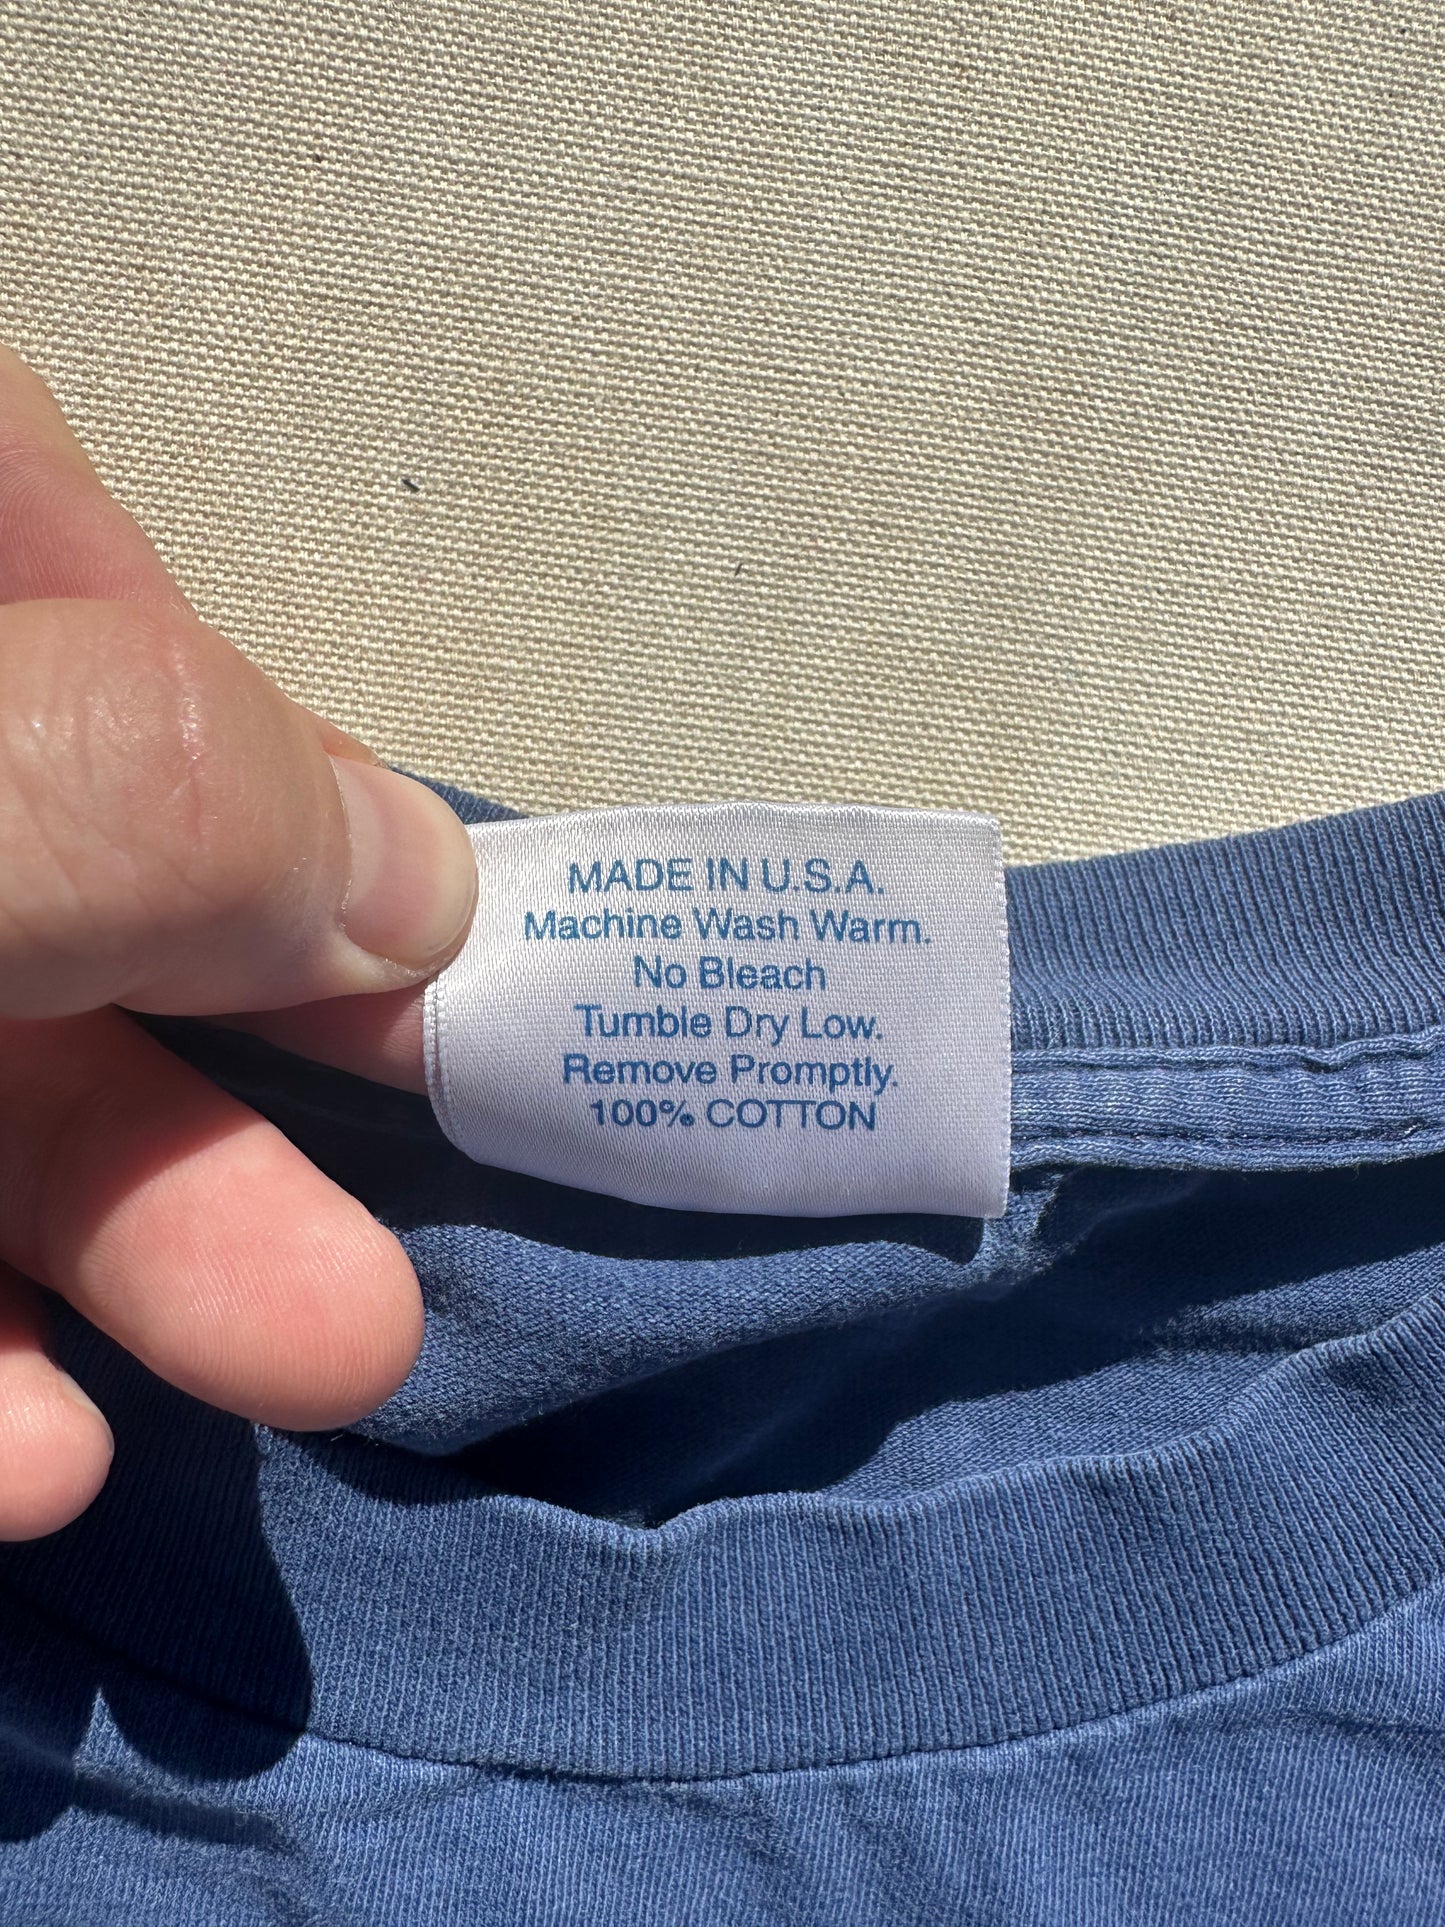 MADE IN U.S.A.
Machine Wash Warm.
No Bleach
Tumble Dry Low.
Remove Promptly.
100% COTTON